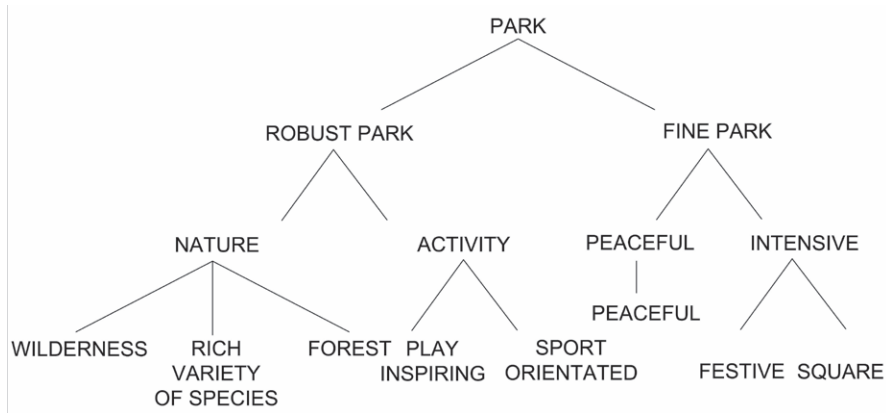 PARK
ROBUST PARK
FINE PARK
NATURE
ACTIVITY
PEACEFUL
INTENSIVE
WILDERNESS
RICH
VARIETY
OF SPECIES
FOREST
PLAY
INSPIRING
SPORT
ORIENTATED
PEACEFUL
FESTIVE
SQUARE